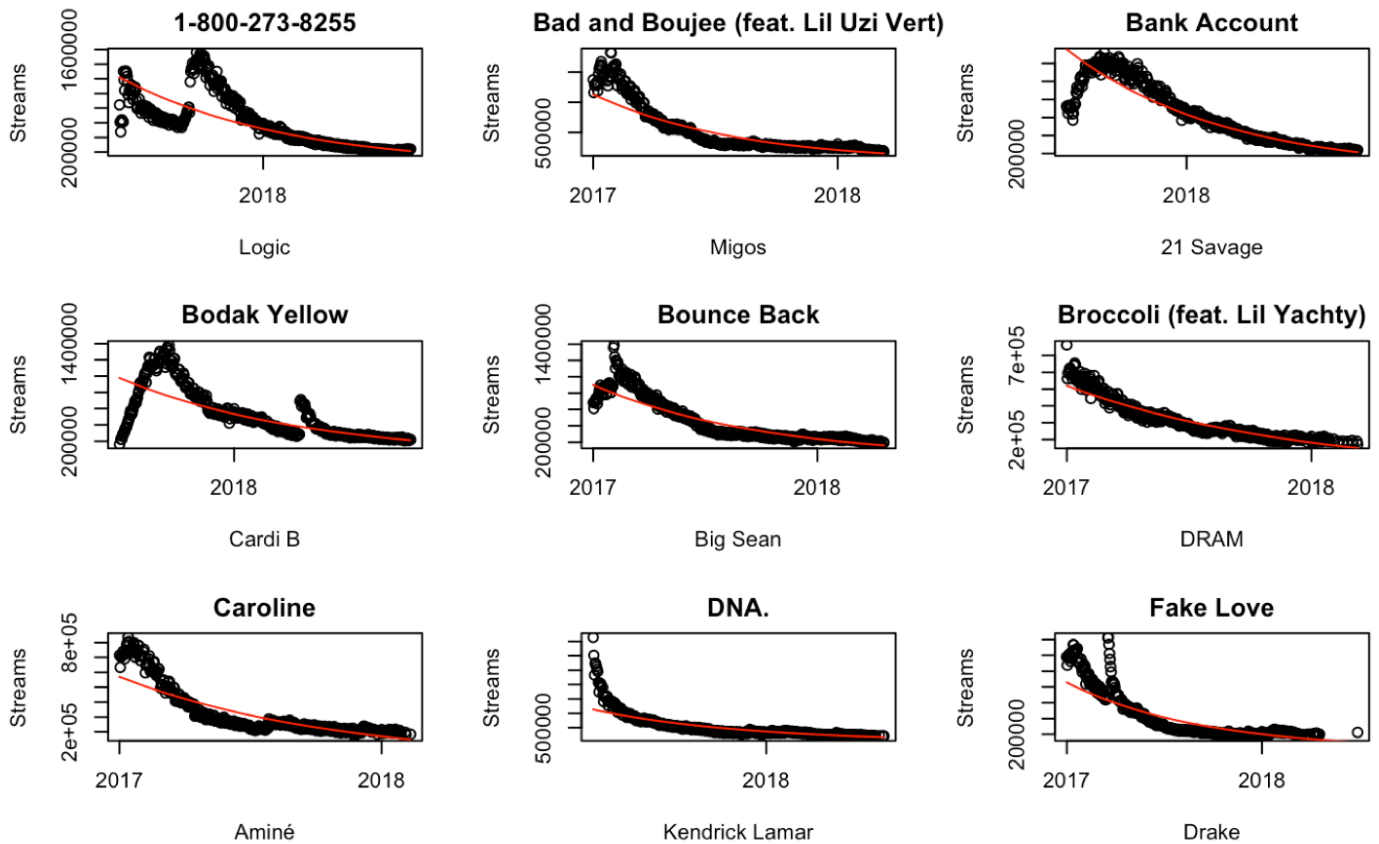 1-800-273-8255
Streams
1600000
200000
2018
Logic
Bad and Boujee (feat. Lil Uzi Vert)
Streams
500000
2017 2018
Migos
Bank Account
Streams
200000
2018
21 Savage
Bodak Yellow
Streams
1400000
200000
2018
Cardi B
Bounce Back
Streams
1400000
200000
2017 2018
Big Sean
Broccoli (feat. Lil Yachty)
Streams
7e+05
2e+05
2017 2018
DRAM
Caroline
Streams
8e+05
2e+05
2017 2018
Aminé
DNA.
Streams
500000
2018
Kendrick Lamar
Fake Love
Streams
200000
2017 2018
Drake